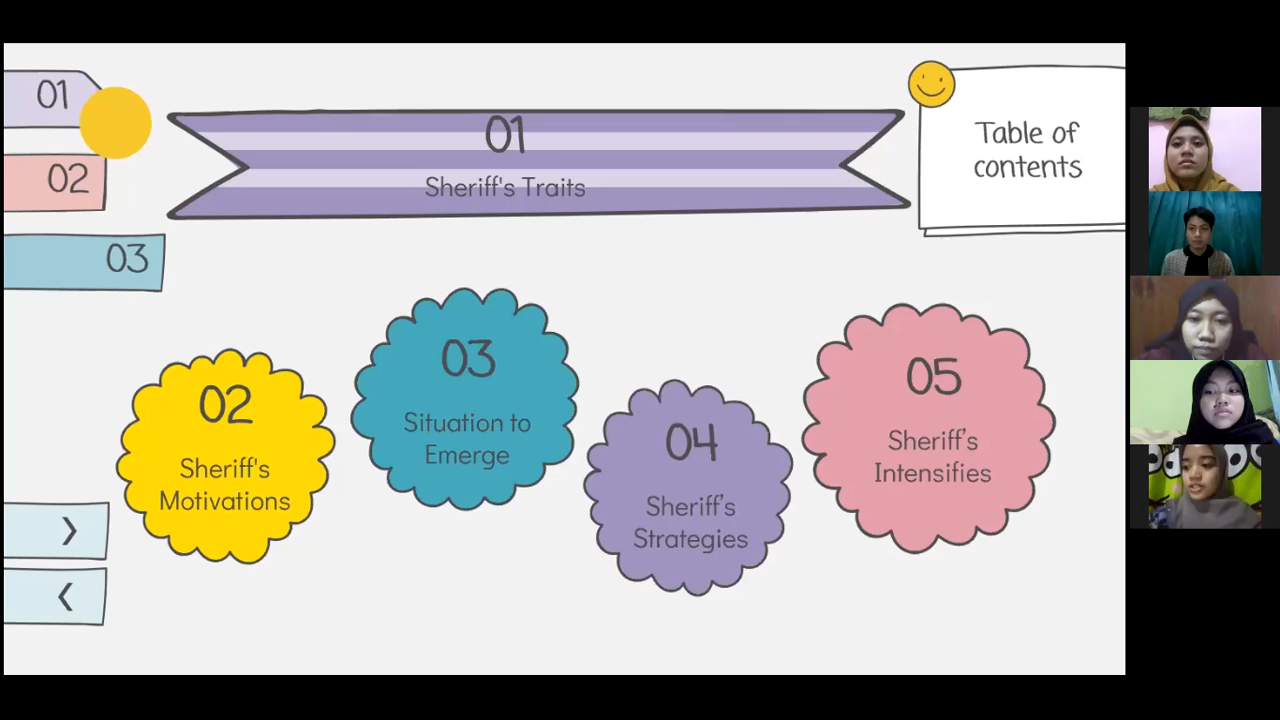 01
02
03
01
Sheriff's Traits
Table of
contents
02
Sheriff's
Motivations
03
Situation to
Emerge
04
Sheriff's
Strategies
05
Sheriff's
Intensifies